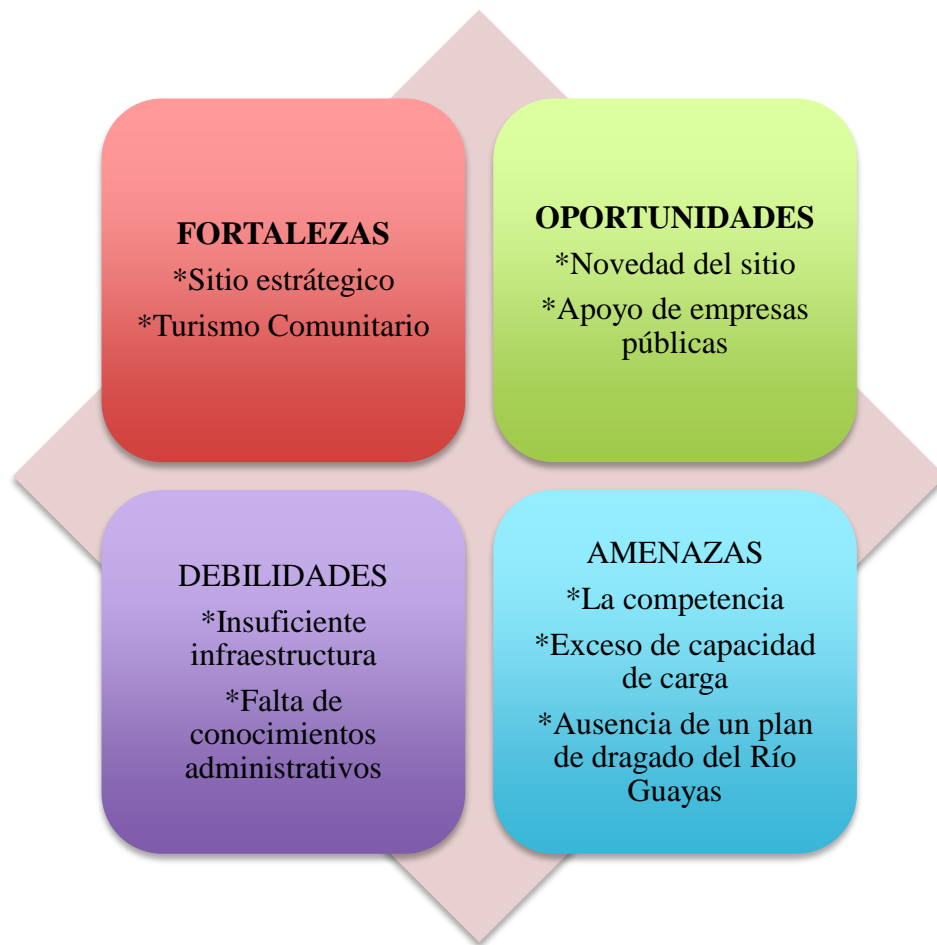 FORTALEZAS
*Sitio estrátegico
*Turismo Comunitario
OPORTUNIDADES
*Novedad del sitio
*Apoyo de empresas
públicas
DEBILIDADES
*Insuficiente
infraestructura
*Falta de
conocimientos
administrativos
AMENAZAS
*La competencia
*Exceso de capacidad
de carga
*Ausencia de un plan
de dragado del Río
Guayas